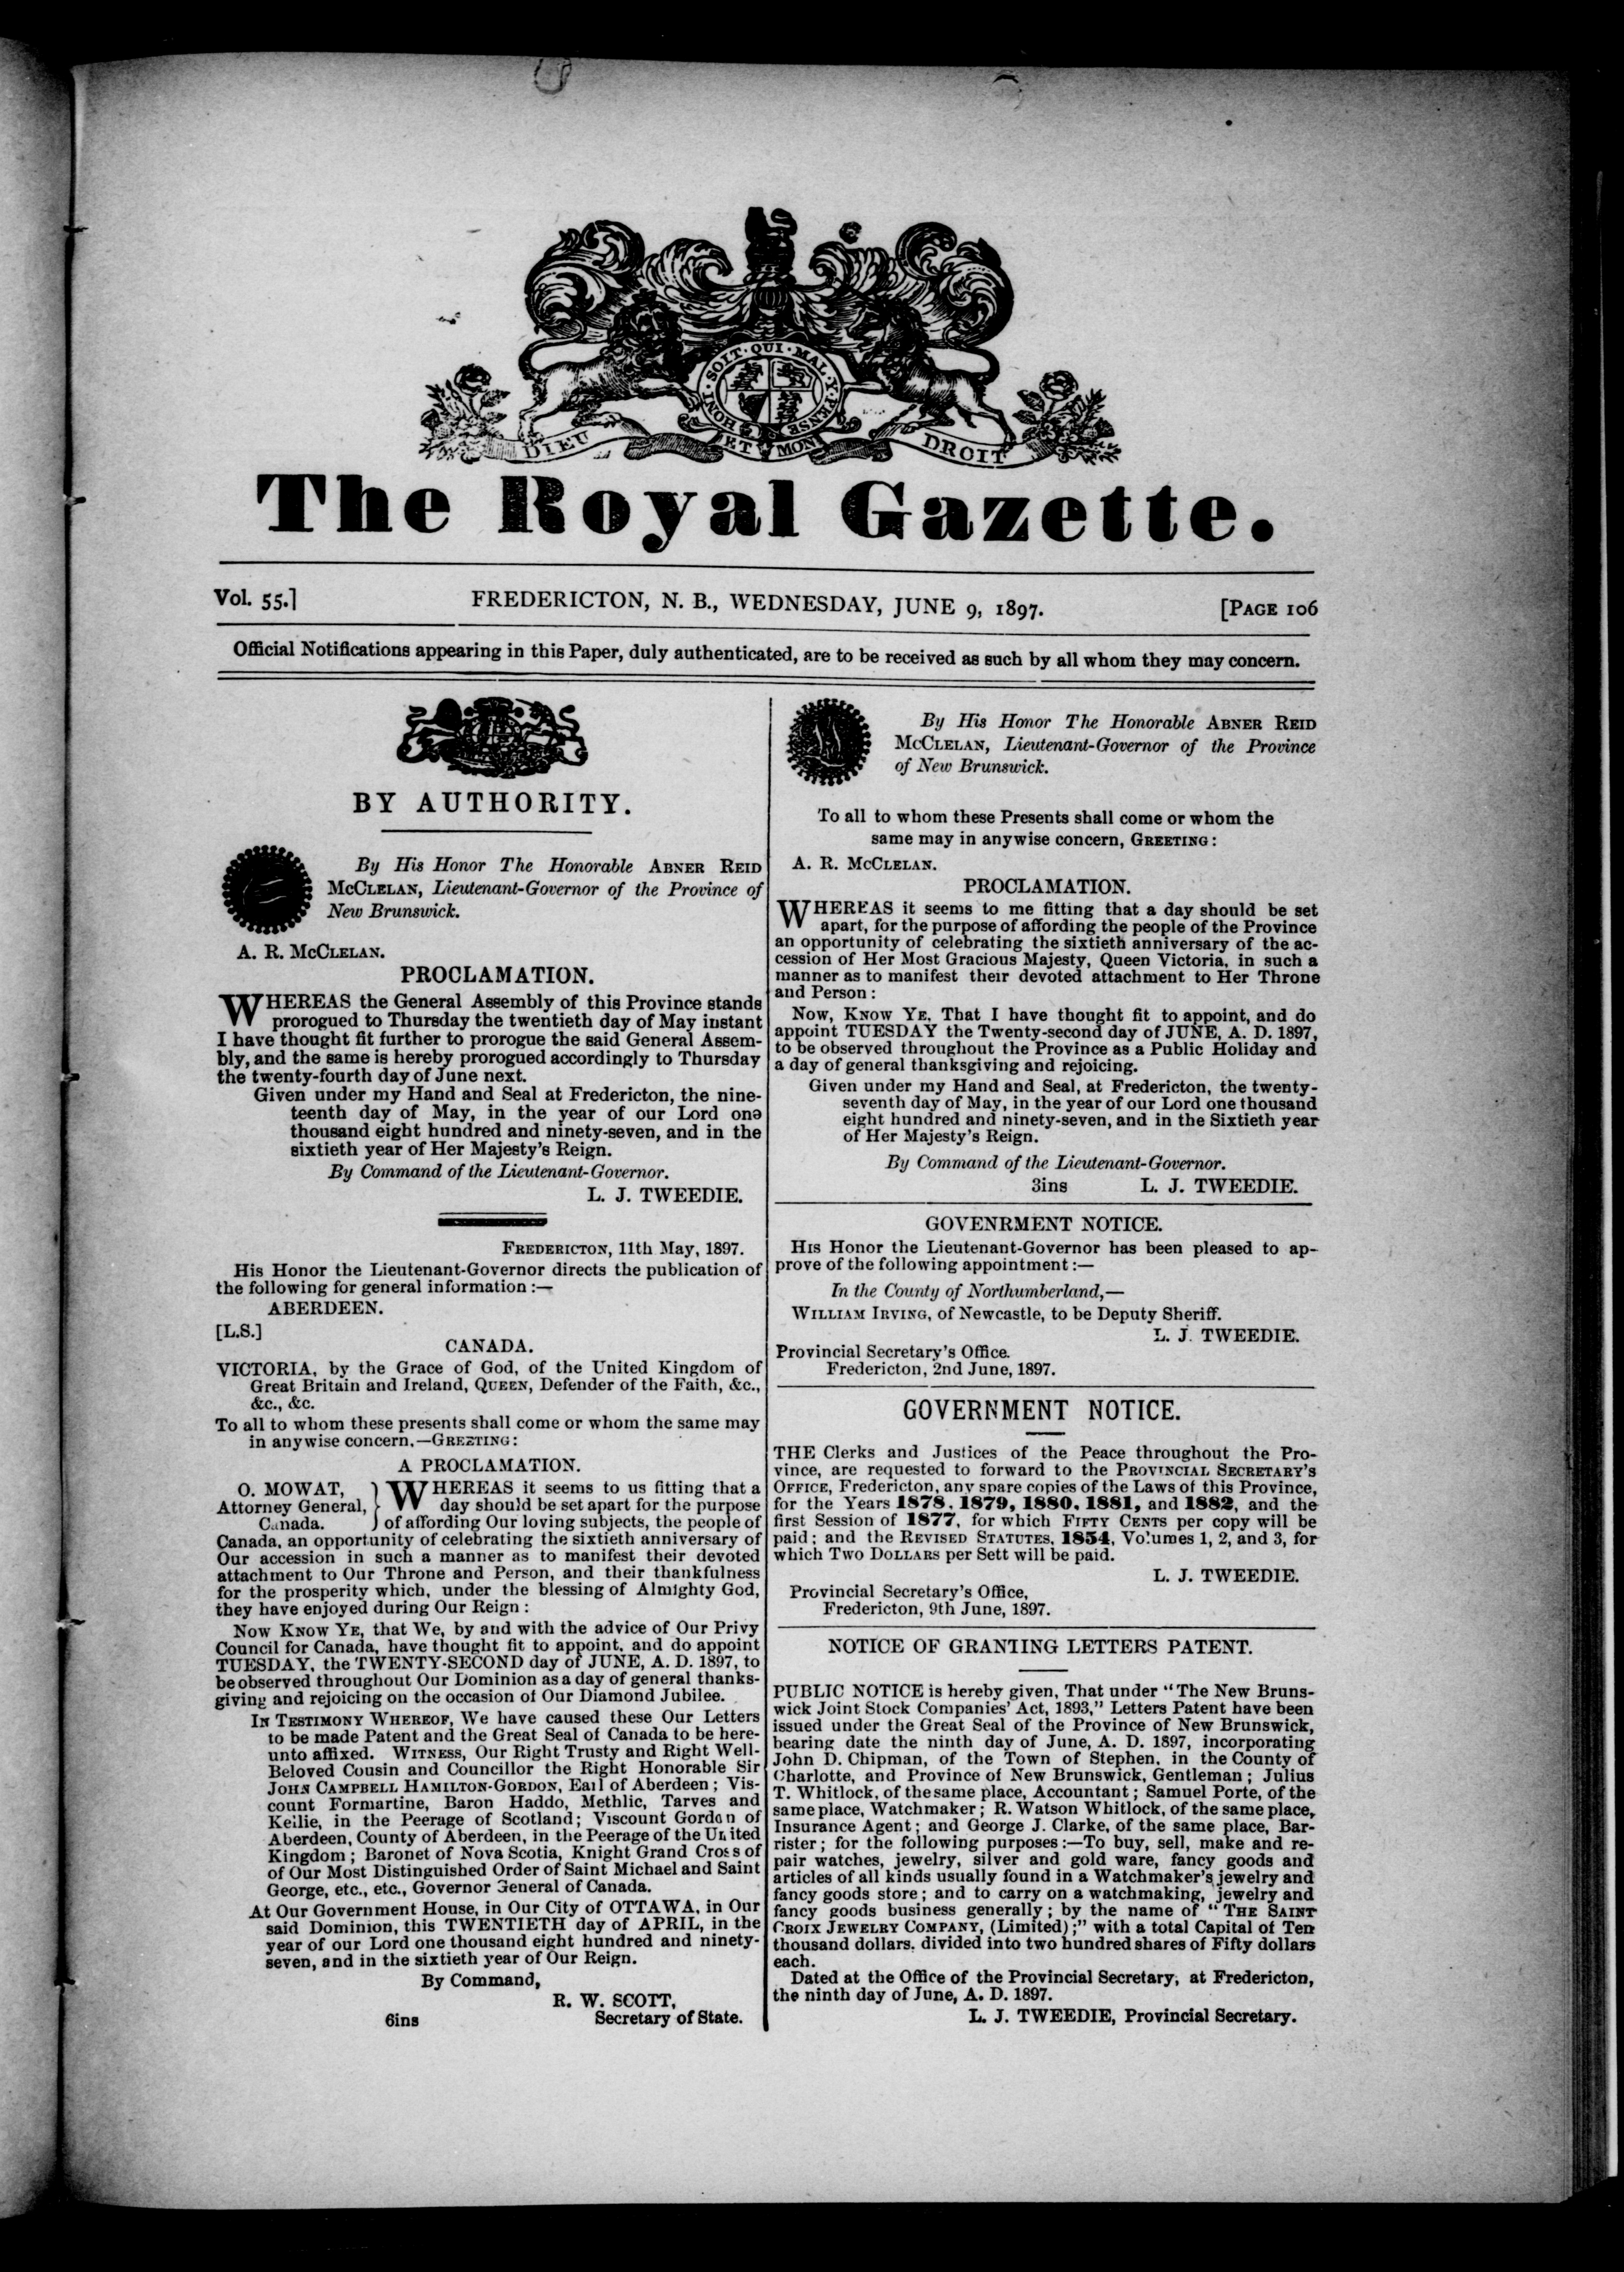 HONI · SOIT · QUI · MAL · Y · PENSE
DIEU ET MON DROIT
The Royal Gazette.
Vol. 55.] FREDERICTON, N. B., WEDNESDAY, JUNE 9, 1897. [PAGE 106
Official Notifications appearing in this Paper, duly authenticated, are to be received as such by all whom they may concern.
BY AUTHORITY.
By His Honor The Honorable ABNER REID
McCLELAN, Lieutenant-Governor of the Province of
New Brunswick.
A. R. McCLELAN.
PROCLAMATION.
WHEREAS the General Assembly of this Province stands
prorogued to Thursday the twentieth day of May instant
I have thought fit further to prorogue the said General Assem-
bly, and the same is hereby prorogued accordingly to Thursday
the twenty-fourth day of June next.
Given under my Hand and Seal at Fredericton, the nine-
teenth day of May, in the year of our Lord one
thousand eight hundred and ninety-seven, and in the
sixtieth year of Her Majesty's Reign.
By Command of the Lieutenant-Governor.
L. J. TWEEDIE.
FREDERICTON, 11th May, 1897.
His Honor the Lieutenant-Governor directs the publication of
the following for general information :—
ABERDEEN.
[L.S.]
CANADA.
VICTORIA, by the Grace of God, of the United Kingdom of
Great Britain and Ireland, QUEEN, Defender of the Faith, &c.,
&c., &c.
To all to whom these presents shall come or whom the same may
in anywise concern.—GREETING:
A PROCLAMATION.
O. MOWAT, } WHEREAS it seems to us fitting that a
Attorney General, } day should be set apart for the purpose
Canada. } of affording Our loving subjects, the people of
Canada, an opportunity of celebrating the sixtieth anniversary of
Our accession in such a manner as to manifest their devoted
attachment to Our Throne and Person, and their thankfulness
for the prosperity which, under the blessing of Almighty God,
they have enjoyed during Our Reign :
Now KNOW YE, that We, by and with the advice of Our Privy
Council for Canada, have thought fit to appoint, and do appoint
TUESDAY, the TWENTY-SECOND day of JUNE, A. D. 1897, to
be observed throughout Our Dominion as a day of general thanks-
giving and rejoicing on the occasion of Our Diamond Jubilee.
IN TESTIMONY WHEREOF, We have caused these Our Letters
to be made Patent and the Great Seal of Canada to be here-
unto affixed. WITNESS, Our Right Trusty and Right Well-
Beloved Cousin and Councillor the Right Honorable Sir
JOHN CAMPBELL HAMILTON-GORDON, Earl of Aberdeen ; Vis-
count Formartine, Baron Haddo, Methlic, Tarves and
Keilie, in the Peerage of Scotland; Viscount Gordon of
Aberdeen, County of Aberdeen, in the Peerage of the United
Kingdom ; Baronet of Nova Scotia, Knight Grand Cross of
of Our Most Distinguished Order of Saint Michael and Saint
George, etc., etc., Governor General of Canada.
At Our Government House, in Our City of OTTAWA, in Our
said Dominion, this TWENTIETH day of APRIL, in the
year of our Lord one thousand eight hundred and ninety-
seven, and in the sixtieth year of Our Reign.
By Command,
R. W. SCOTT,
6ins Secretary of State.
By His Honor The Honorable ABNER REID
McCLELAN, Lieutenant-Governor of the Province
of New Brunswick.
To all to whom these Presents shall come or whom the
same may in anywise concern, GREETING :
A. R. McCLELAN.
PROCLAMATION.
WHEREAS it seems to me fitting that a day should be set
apart, for the purpose of affording the people of the Province
an opportunity of celebrating the sixtieth anniversary of the ac-
cession of Her Most Gracious Majesty, Queen Victoria, in such a
manner as to manifest their devoted attachment to Her Throne
and Person :
Now, KNOW YE, That I have thought fit to appoint, and do
appoint TUESDAY the Twenty-second day of JUNE, A. D. 1897,
to be observed throughout the Province as a Public Holiday and
a day of general thanksgiving and rejoicing.
Given under my Hand and Seal, at Fredericton, the twenty-
seventh day of May, in the year of our Lord one thousand
eight hundred and ninety-seven, and in the Sixtieth year
of Her Majesty's Reign.
By Command of the Lieutenant-Governor.
3ins L. J. TWEEDIE.
GOVENRMENT NOTICE.
HIS Honor the Lieutenant-Governor has been pleased to ap-
prove of the following appointment :—
In the County of Northumberland,—
WILLIAM IRVING, of Newcastle, to be Deputy Sheriff.
L. J. TWEEDIE.
Provincial Secretary's Office.
Fredericton, 2nd June, 1897.
GOVERNMENT NOTICE.
THE Clerks and Justices of the Peace throughout the Pro-
vince, are requested to forward to the PROVINCIAL SECRETARY'S
OFFICE, Fredericton, any spare copies of the Laws of this Province,
for the Years 1878, 1879, 1880, 1881, and 1882, and the
first Session of 1877, for which FIFTY CENTS per copy will be
paid ; and the REVISED STATUTES, 1854, Volumes 1, 2, and 3, for
which Two DOLLARS per Sett will be paid.
L. J. TWEEDIE.
Provincial Secretary's Office,
Fredericton, 9th June, 1897.
NOTICE OF GRANTING LETTERS PATENT.
PUBLIC NOTICE is hereby given, That under "The New Bruns-
wick Joint Stock Companies' Act, 1893," Letters Patent have been
issued under the Great Seal of the Province of New Brunswick,
bearing date the ninth day of June, A. D. 1897, incorporating
John D. Chipman, of the Town of Stephen, in the County of
Charlotte, and Province of New Brunswick, Gentleman ; Julius
T. Whitlock, of the same place, Accountant ; Samuel Porte, of the
same place, Watchmaker ; R. Watson Whitlock, of the same place,
Insurance Agent ; and George J. Clarke, of the same place, Bar-
rister ; for the following purposes :—To buy, sell, make and re-
pair watches, jewelry, silver and gold ware, fancy goods and
articles of all kinds usually found in a Watchmaker's jewelry and
fancy goods store ; and to carry on a watchmaking, jewelry and
fancy goods business generally ; by the name of "THE SAINT
CROIX JEWELRY COMPANY, (Limited) ;" with a total Capital of Ten
thousand dollars, divided into two hundred shares of Fifty dollars
each.
Dated at the Office of the Provincial Secretary, at Fredericton,
the ninth day of June, A. D. 1897.
L. J. TWEEDIE, Provincial Secretary.